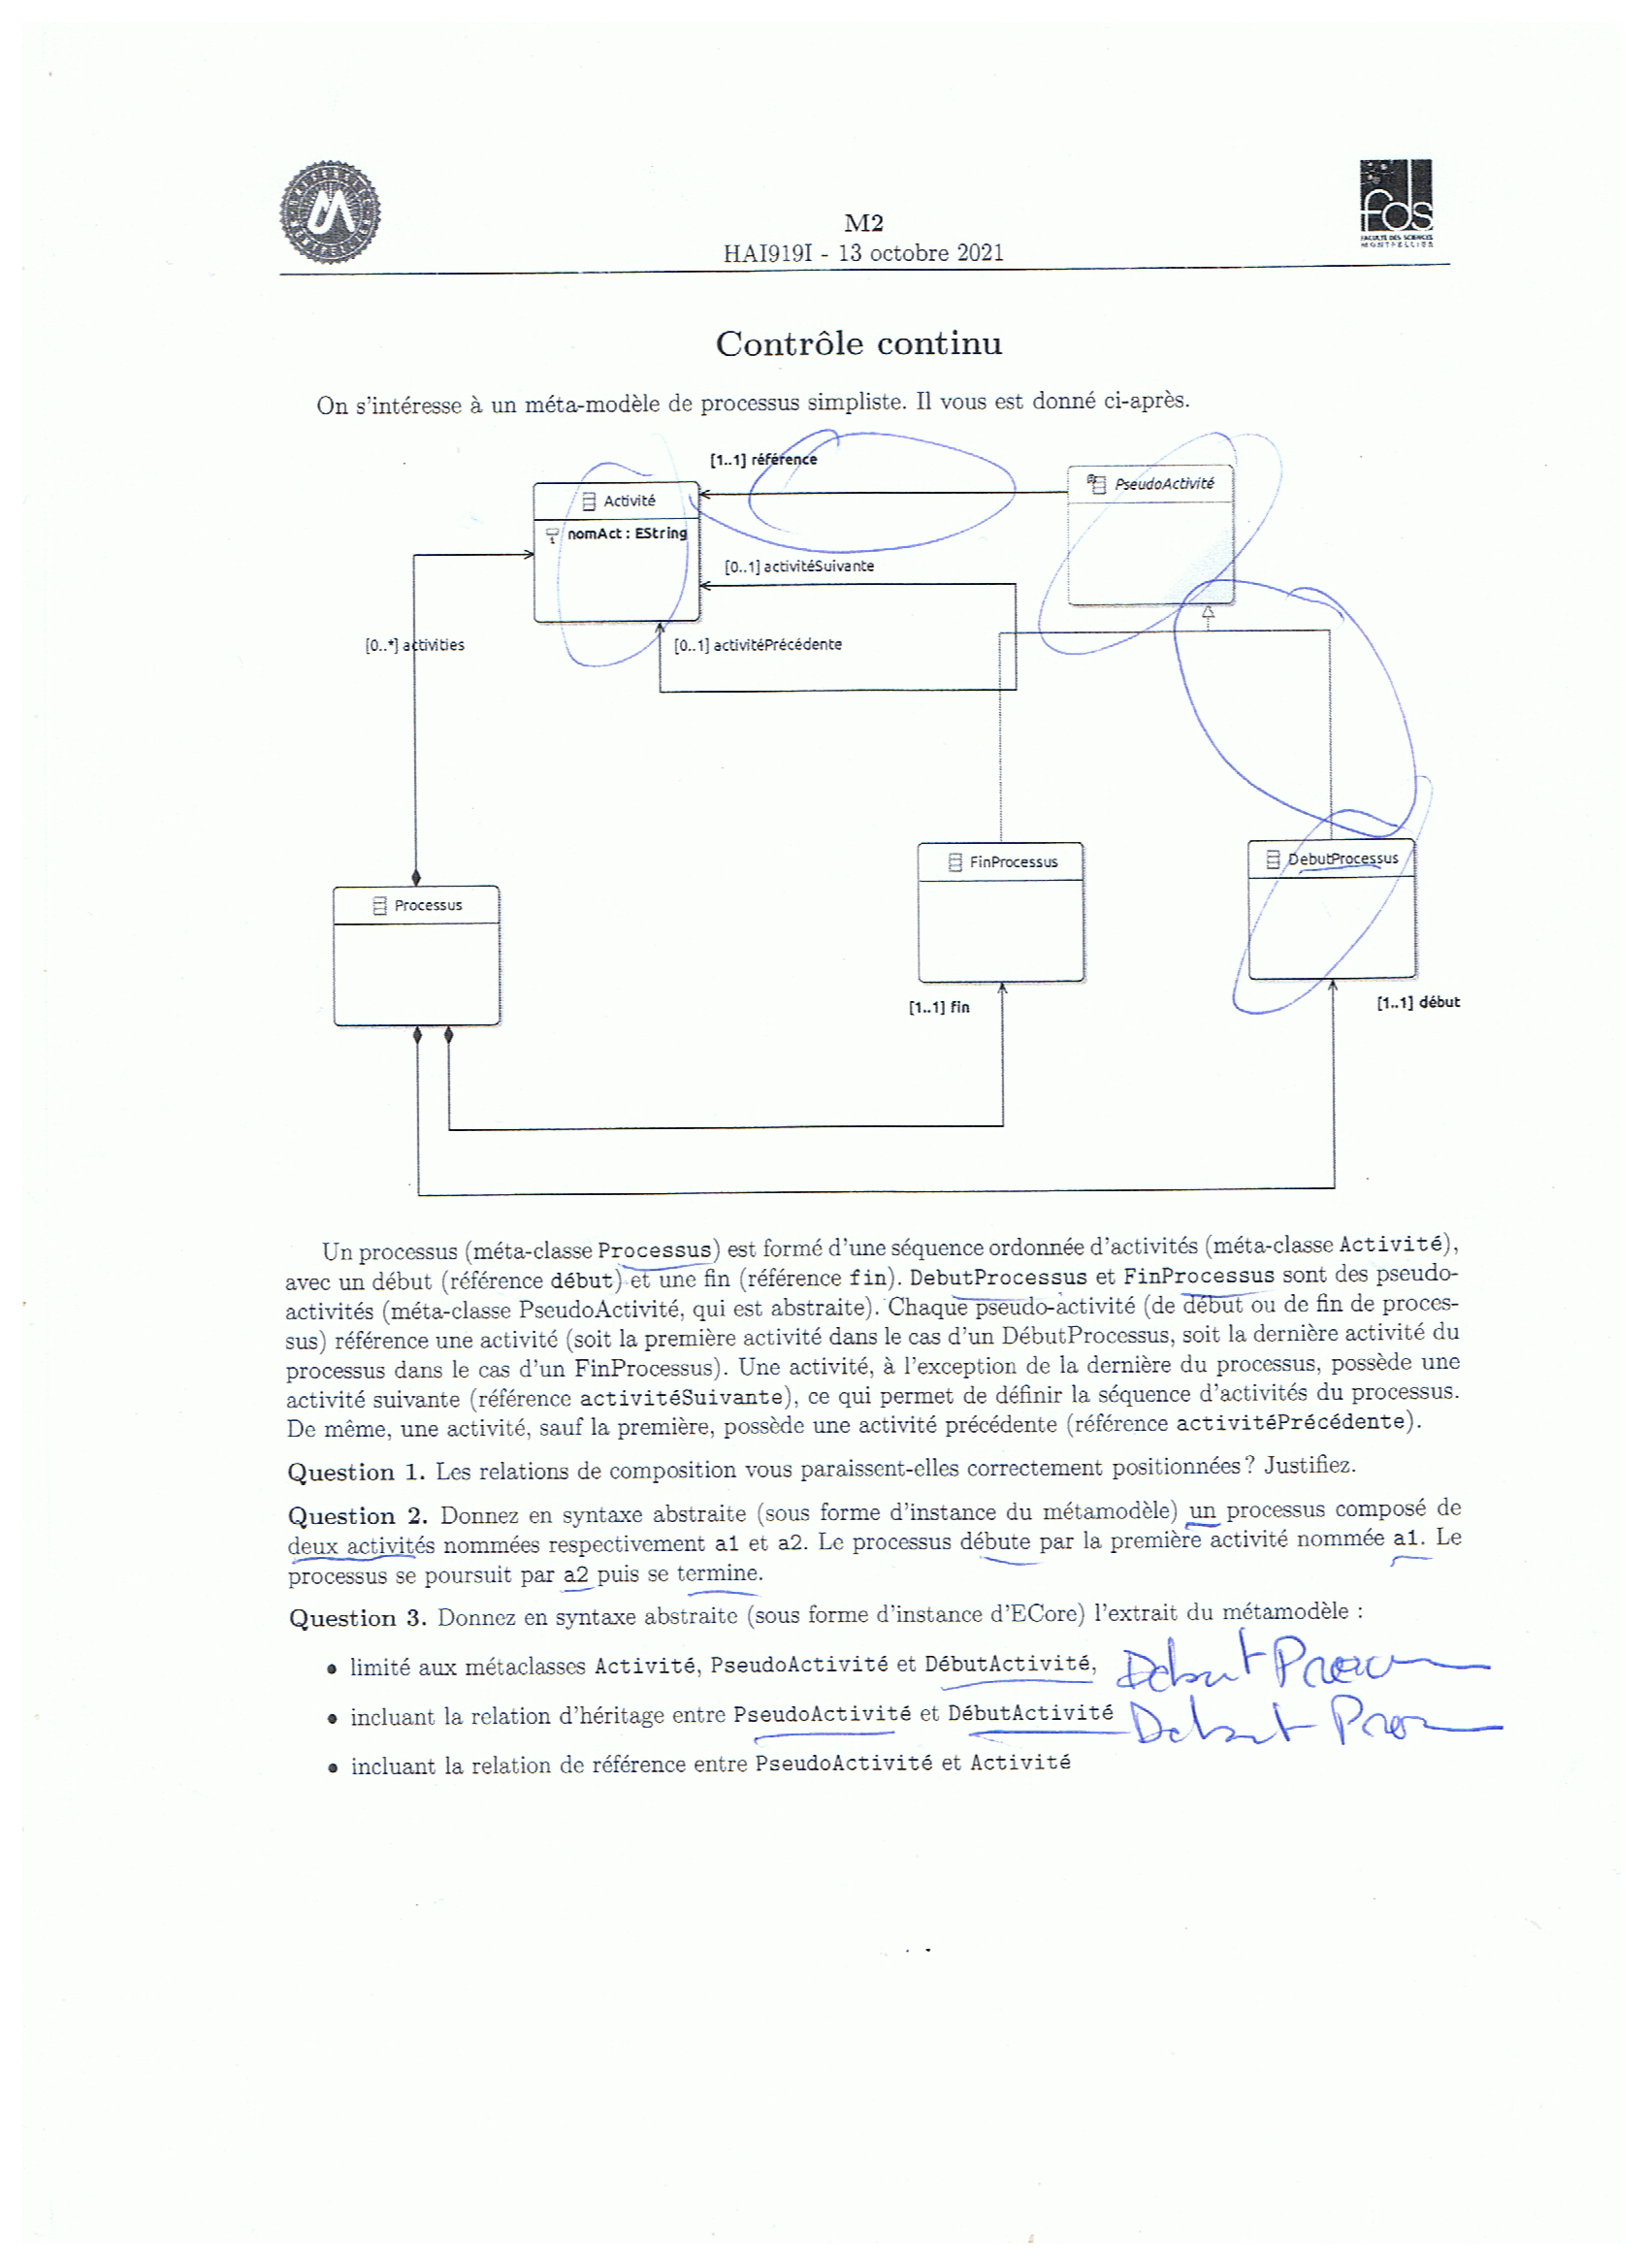 M2
HAI919I - 13 octobre 2021
fds
FACULTÉ DES SCIENCES
MONTPELLIER
Contrôle continu
On s'intéresse à un méta-modèle de processus simpliste. Il vous est donné ci-après.
[1..1] référence
PseudoActivité
Activité
nomAct : EString
[0..1] activitéSuivante
[0..*] activities
[0..1] activitéPrécédente
FinProcessus
DebutProcessus
Processus
[1..1] fin
[1..1] début
Un processus (méta-classe Processus) est formé d'une séquence ordonnée d'activités (méta-classe Activité),
avec un début (référence début) et une fin (référence fin). DebutProcessus et FinProcessus sont des pseudo-
activités (méta-classe PseudoActivité, qui est abstraite). Chaque pseudo-activité (de début ou de fin de proces-
sus) référence une activité (soit la première activité dans le cas d'un DébutProcessus, soit la dernière activité du
processus dans le cas d'un FinProcessus). Une activité, à l'exception de la dernière du processus, possède une
activité suivante (référence activitéSuivante), ce qui permet de définir la séquence d'activités du processus.
De même, une activité, sauf la première, possède une activité précédente (référence activitéPrécédente).
Question 1. Les relations de composition vous paraissent-elles correctement positionnées ? Justifiez.
Question 2. Donnez en syntaxe abstraite (sous forme d'instance du métamodèle) un processus composé de
deux activités nommées respectivement a1 et a2. Le processus débute par la première activité nommée a1. Le
processus se poursuit par a2 puis se termine.
Question 3. Donnez en syntaxe abstraite (sous forme d'instance d'ECore) l'extrait du métamodèle :
• limité aux métaclasses Activité, PseudoActivité et DébutActivité, Debut
• incluant la relation d'héritage entre PseudoActivité et DébutActivité Debut
• incluant la relation de référence entre PseudoActivité et Activité